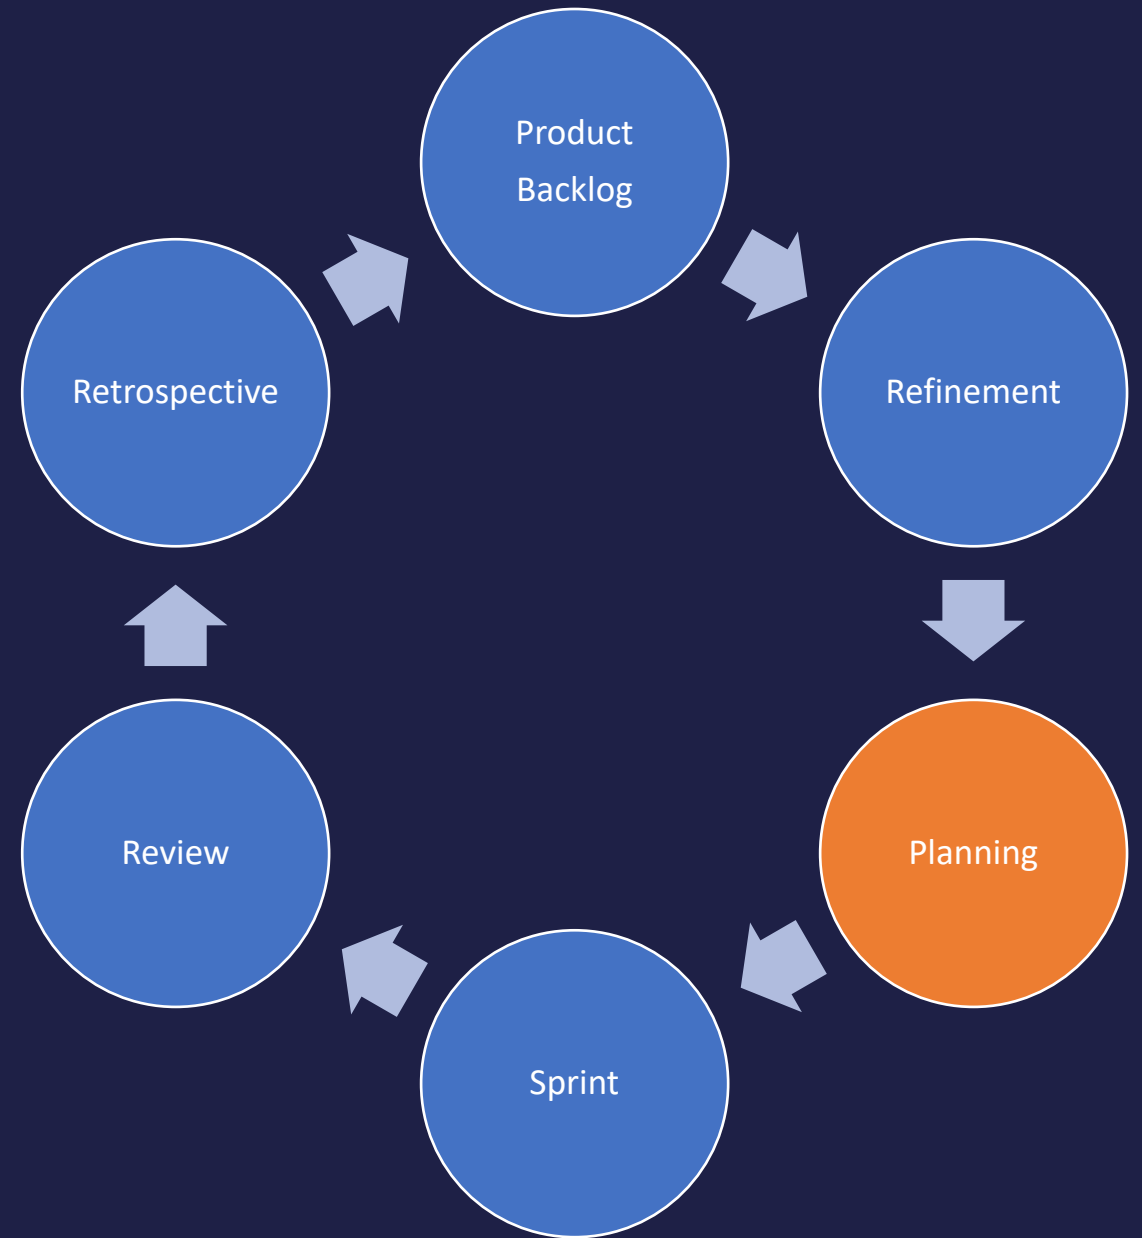 Product
Backlog
Refinement
Planning
Sprint
Review
Retrospective